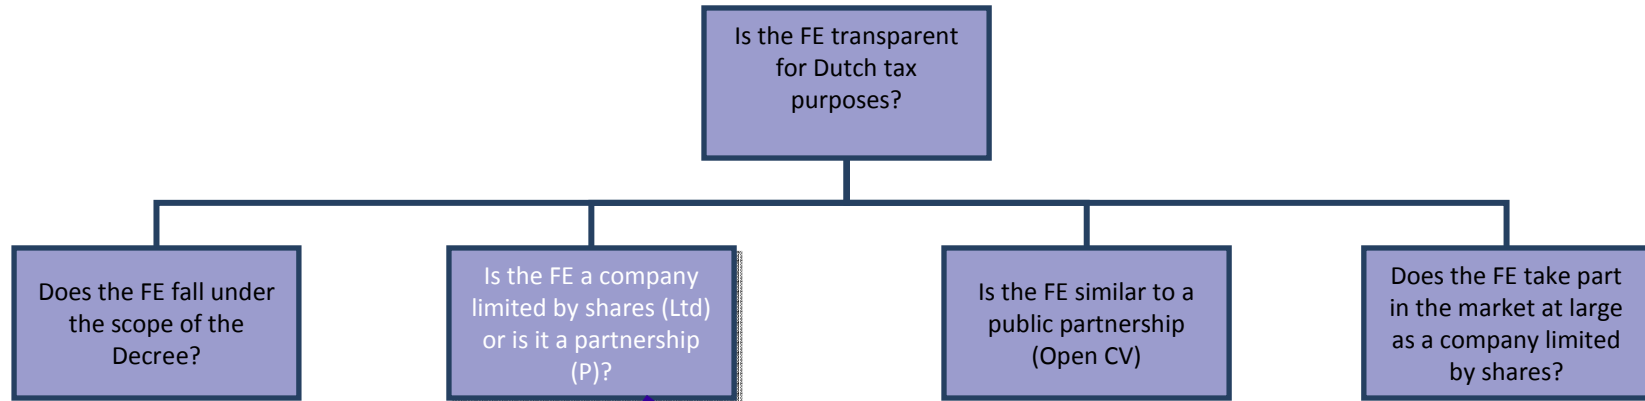 Is the FE transparent
for Dutch tax
purposes?
Does the FE fall under
the scope of the
Decree?
Is the FE a company
limited by shares (Ltd)
or is it a partnership
(P)?
Is the FE similar to a
public partnership
(Open CV)
Does the FE take part
in the market at large
as a company limited
by shares?